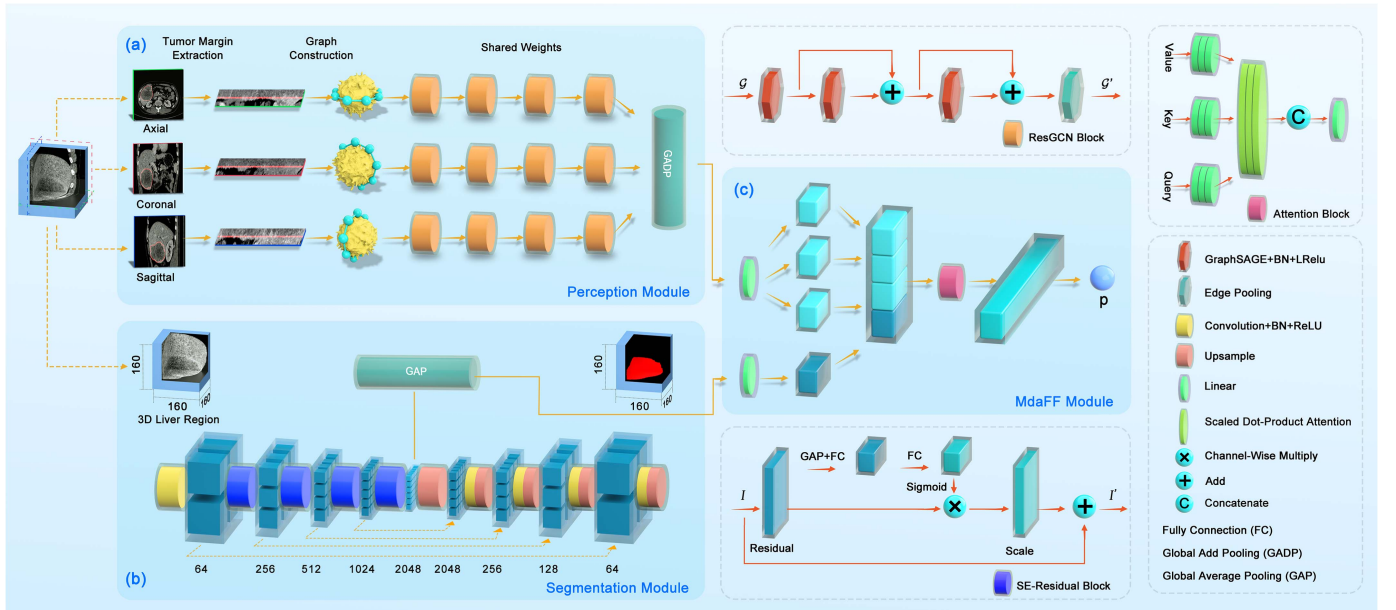 (a)
Tumor Margin
Extraction
Graph
Construction
Shared Weights
Axial
Coronal
Sagittal
GADP
Perception Module
𝒢
𝒢'
ResGCN Block
Value
Key
Query
C
Attention Block
(c)
p
MdaFF Module
160
160
160
3D Liver Region
GAP
160
160
160
64
256
512
1024
2048
2048
256
128
64
(b)
Segmentation Module
GAP+FC
FC
Sigmoid
I
I'
Residual
Scale
SE-Residual Block
GraphSAGE+BN+LRelu
Edge Pooling
Convolution+BN+ReLU
Upsample
Linear
Scaled Dot-Product
Attention
Channel-Wise Multiply
Add
C
Concatenate
Fully Connection (FC)
Global Add Pooling (GADP)
Global Average Pooling (GAP)